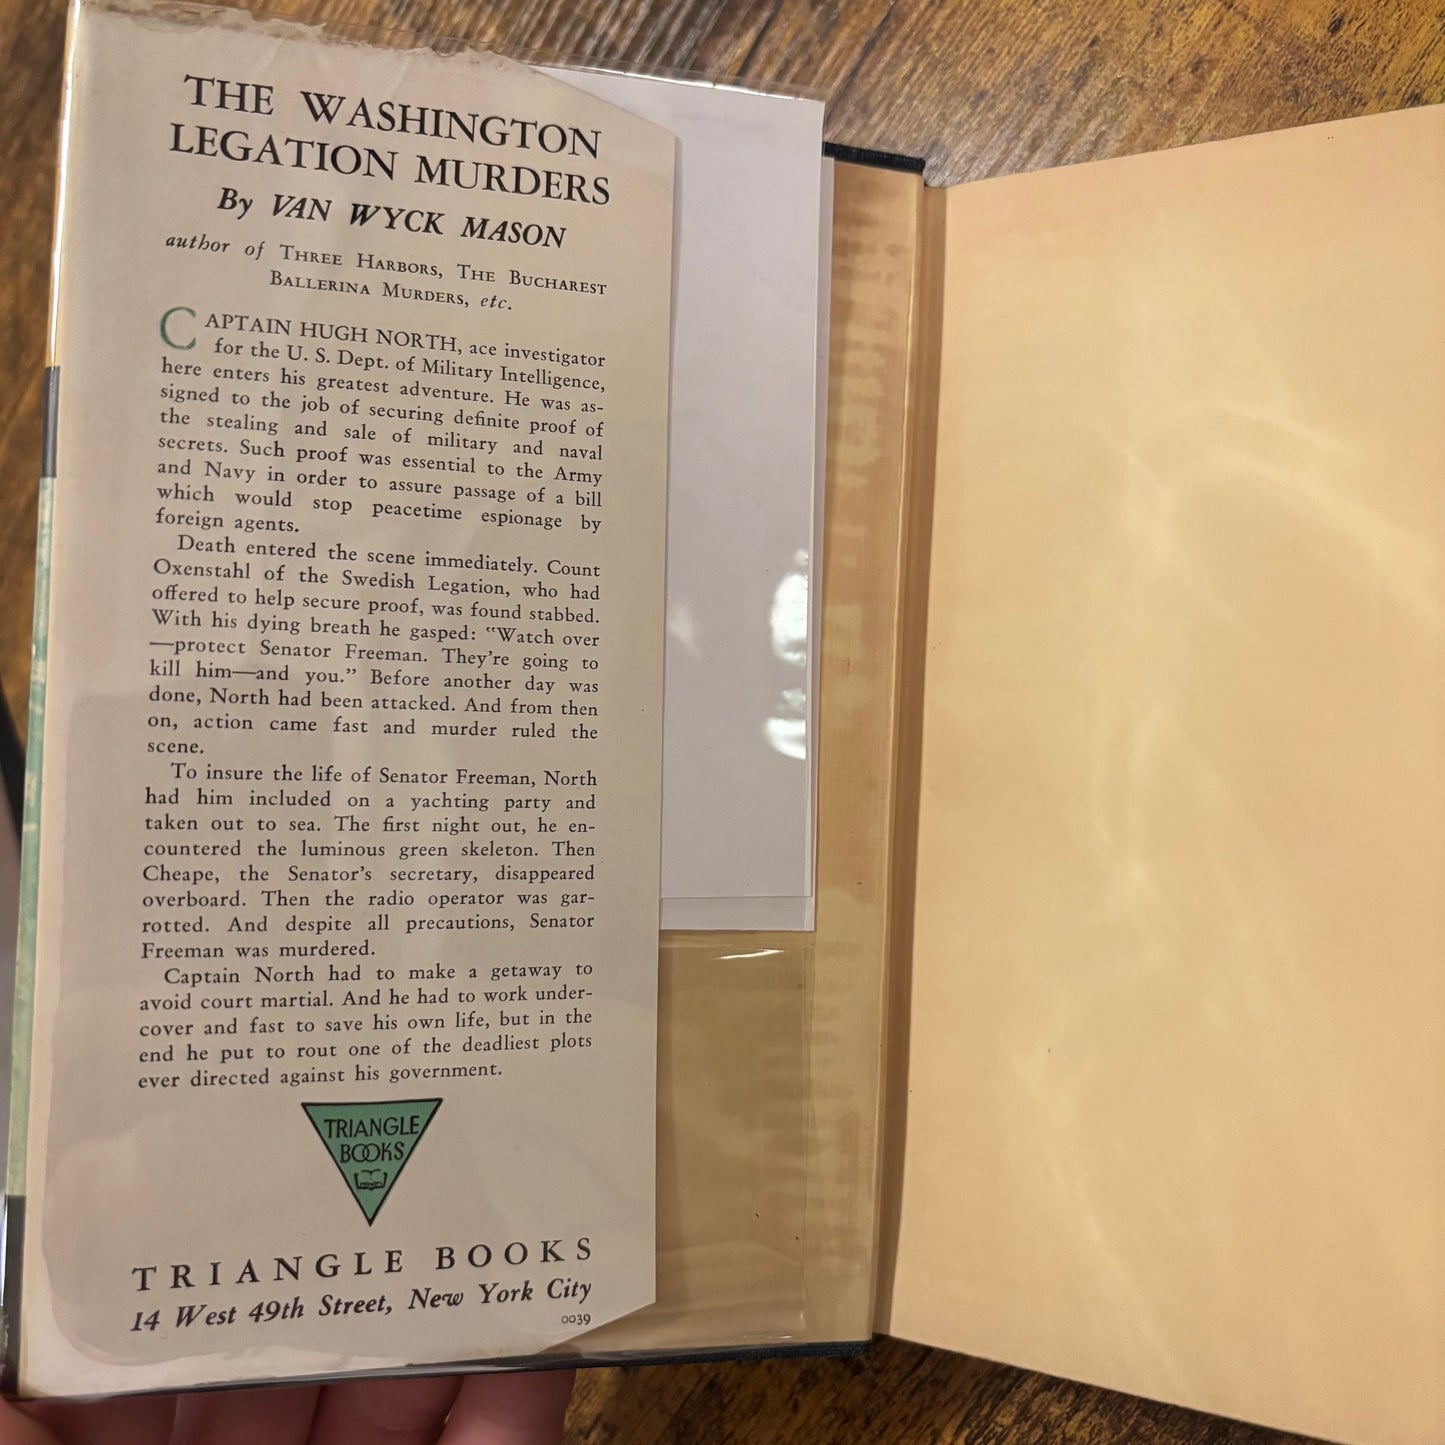 THE WASHINGTON
LEGATION MURDERS
By VAN WYCK MASON
author of THREE HARBORS, THE BUCHAREST
BALLERINA MURDERS, etc.
CAPTAIN HUGH NORTH, ace investigator
for the U. S. Dept. of Military Intelligence,
here enters his greatest adventure. He was as-
signed to the job of securing definite proof of
the stealing and sale of military and naval
secrets. Such proof was essential to the Army
and Navy in order to assure passage of a bill
which would stop peacetime espionage by
foreign agents.
Death entered the scene immediately. Count
Oxenstahl of the Swedish Legation, who had
offered to help secure proof, was found stabbed.
With his dying breath he gasped: "Watch over
—protect Senator Freeman. They're going to
kill him—and you." Before another day was
done, North had been attacked. And from then
on, action came fast and murder ruled the
scene.
To insure the life of Senator Freeman, North
had him included on a yachting party and
taken out to sea. The first night out, he en-
countered the luminous green skeleton. Then
Cheape, the Senator's secretary, disappeared
overboard. Then the radio operator was gar-
rotted. And despite all precautions, Senator
Freeman was murdered.
Captain North had to make a getaway to
avoid court martial. And he had to work under-
cover and fast to save his own life, but in the
end he put to rout one of the deadliest plots
ever directed against his government.
TRIANGLE
BOOKS
TRIANGLE BOOKS
14 West 49th Street, New York City
0039